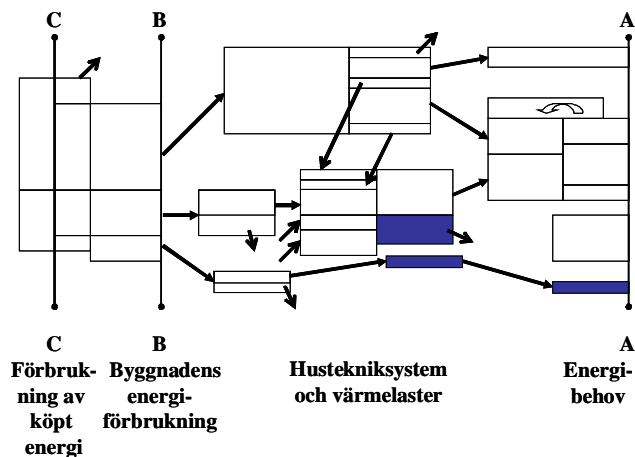 C
B
A
C
B
A
Förbruk-
ning av
köpt
energi
Byggnadens
energi-
förbrukning
Hustekniksystem
och värmelaster
Energi-
behov